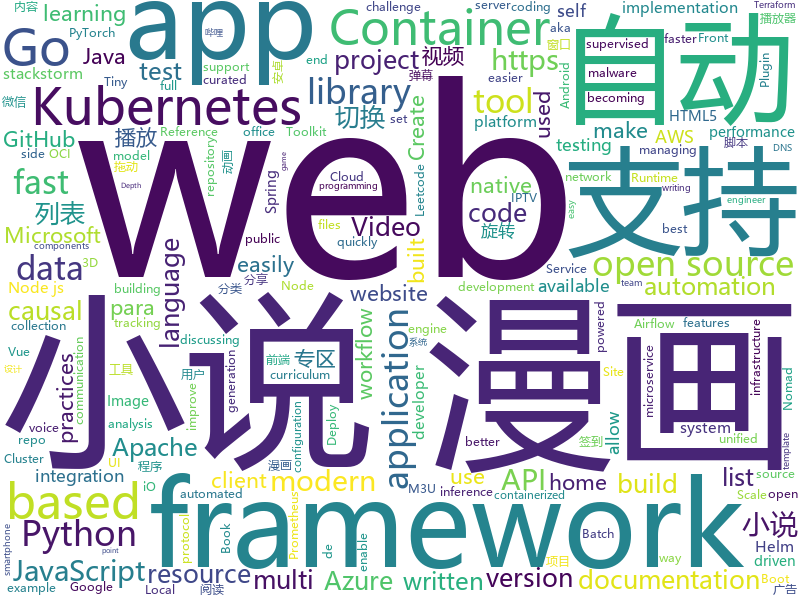 Go
app
Container
self
implementation
内容
learning
challenge
server
coding
aka
Terraform
PyTorch
https
Front
播放器
stackstorm
Java
project
视频
faster
窗口
supervised
自动
Plugin
哔哩
support
curated
安卓
test
end
弹幕
easier
Android
malware
微信
full
library
Tiny
becoming
Kubernetes
used
HTML5
GitHub
播放
Reference
Toolkit
切换
Create
tool
make
AWS
performance
side
OCI
repository
office
set
platform
testing
managing
脚本
DNS
model
动画
拖动
web
支持
fast
Spring
game
Cloud
programming
Leetcode
native
network
Runtime
engineer
列表
Depth
IPTV
code
writing
Microsoft
language
public
files
Video
旋转
easy
best
components
3D
easily
built
open source
data
quickly
development
team
Node js
building
分类
分享
Node
Service
causal
para
website
available
automation
collection
tracking
discussing
application
engine
Airflow
features
Vue
practices
communication
generation
前端
专区
workflow
developer
powered
microservice
infrastructure
工具
用户
curriculum
系统
设计
Image
improve
configuration
Site
Nomad
小说
漫画
UI
repo
analysis
Deploy
allow
better
unified
voice
Apache
system
template
Cluster
程序
漫画
签到
integration
iO
automated
client
modern
use
build
list
source
based
framework
API
home
inference
M3U
Scale
open
protocol
Book
Prometheus
containerized
小说
Python
de
enable
Batch
way
Helm
smartphone
point
JavaScript
resource
multi
Azure
written
version
项目
driven
documentation
Boot
example
Google
Local
阅读
广告